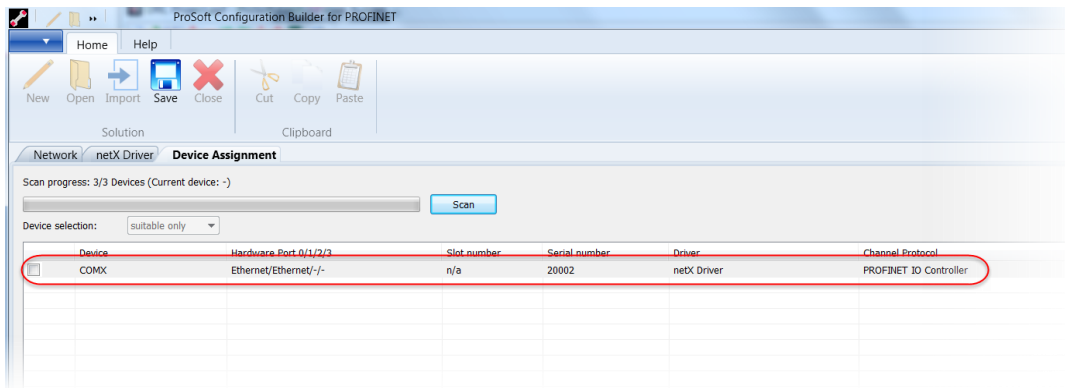 ProSoft Configuration Builder for PROFINET
Home Help
New Open Import Save Close Cut Copy Paste
Solution Clipboard
Network netX Driver Device Assignment
Scan progress: 3/3 Devices (Current device: -)
Scan
Device selection: suitable only
Device Hardware Port 0/1/2/3 Slot number Serial number Driver Channel Protocol
COMX Ethernet/Ethernet/-/- n/a 20002 netX Driver PROFINET IO Controller